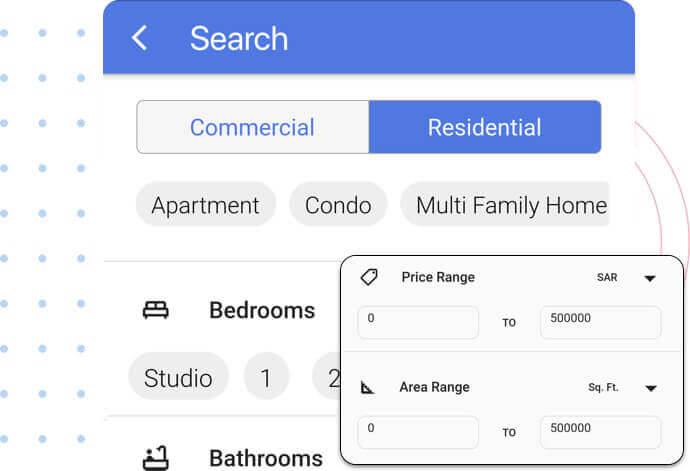 Search
Commercial Residential
Apartment Condo Multi Family Home
Price Range SAR
0 TO 500000
Bedrooms
Studio 1 2
Area Range Sq. Ft.
0 TO 500000
Bathrooms